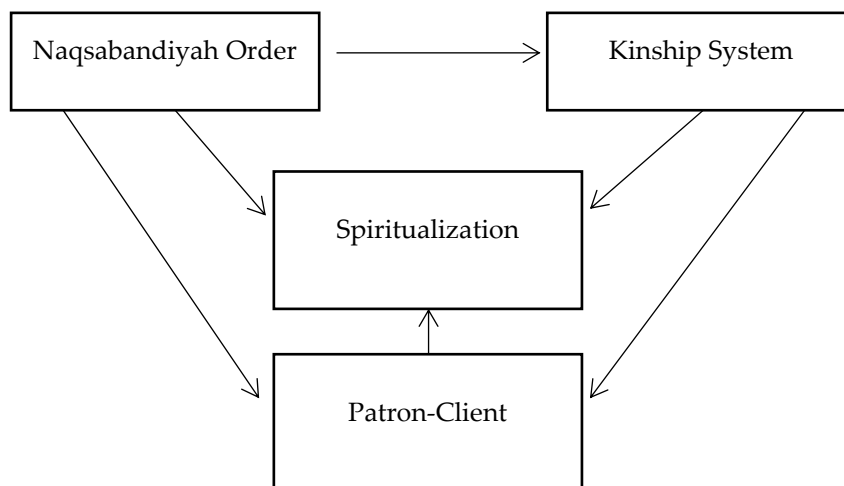 Naqsabandiyah Order
Kinship System
Spiritualization
Patron-Client